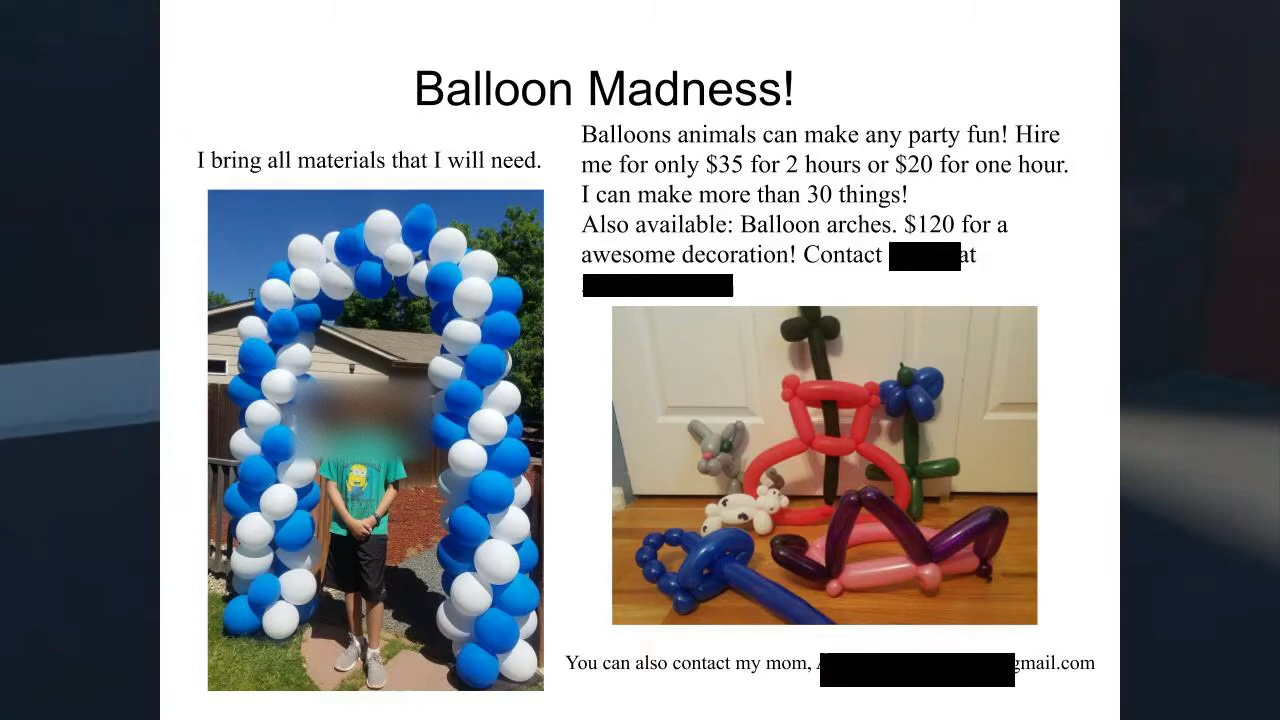 Balloon Madness!
I bring all materials that I will need.
Balloons animals can make any party fun! Hire
me for only $35 for 2 hours or $20 for one hour.
I can make more than 30 things!
Also available: Balloon arches. $120 for a
awesome decoration! Contact at
You can also contact my mom, gmail.com